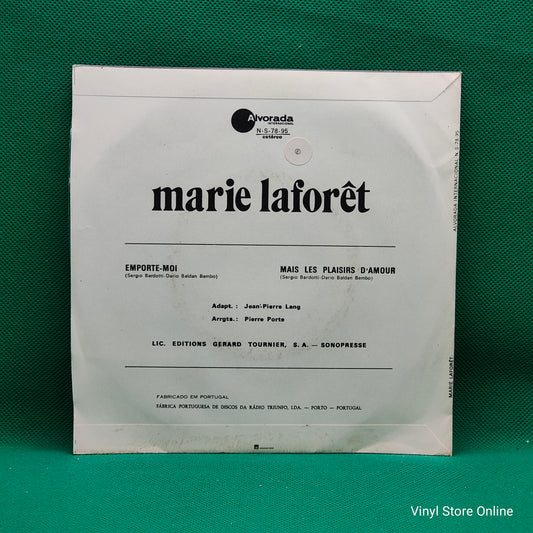 Alvorada
INTERNACIONAL
N-S-78-95
estéreo
marie laforêt
EMPORTE-MOI
(Sergio Bardotti-Dario Baldan Bembo)
MAIS LES PLAISIRS D'AMOUR
(Sergio Bardotti-Dario Baldan Bembo)
Adapt.: Jean-Pierre Lang
Arrgts.: Pierre Porte
LIC. EDITIONS GERARD TOURNIER, S.A. — SONOPRESSE
FABRICADO EM PORTUGAL
FÁBRICA PORTUGUESA DE DISCOS DA RÁDIO TRIUNFO, LDA. — PORTO — PORTUGAL
ALVORADA INTERNACIONAL N-S-78-95
MARIE LAFORÊT
Vinyl Store Online